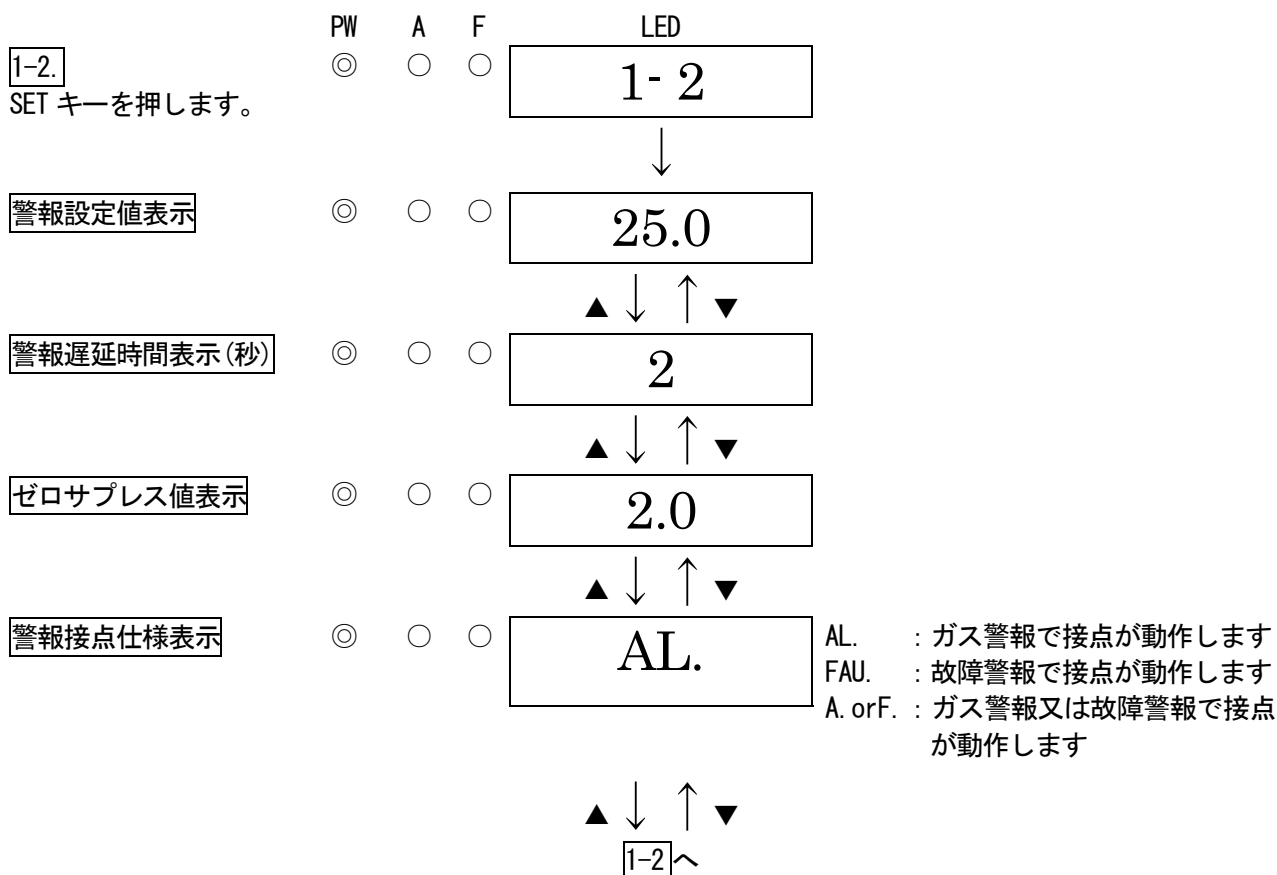 PW A F LED
1-2. ◎ ○ ○ 1- 2
SET キーを押します。
↓
警報設定値表示 ◎ ○ ○ 25.0
▲ ↓ ↑ ▼
警報遅延時間表示(秒) ◎ ○ ○ 2
▲ ↓ ↑ ▼
ゼロサプレス値表示 ◎ ○ ○ 2.0
▲ ↓ ↑ ▼
警報接点仕様表示 ◎ ○ ○ AL. AL. :ガス警報で接点が動作します
FAU. :故障警報で接点が動作します
A.orF. :ガス警報又は故障警報で接点
が動作します
▲ ↓ ↑ ▼
1-2 へ